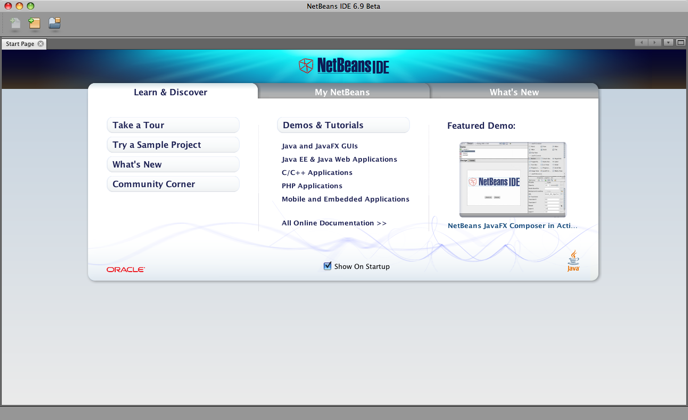 NetBeans IDE 6.9 Beta
Start Page
NetBeans IDE
Learn & Discover
My NetBeans
What's New
Take a Tour
Try a Sample Project
What's New
Community Corner
Demos & Tutorials
Java and JavaFX GUIs
Java EE & Java Web Applications
C/C++ Applications
PHP Applications
Mobile and Embedded Applications
All Online Documentation >>
Featured Demo:
NetBeans IDE
NetBeans JavaFX Composer in Acti...
ORACLE
Show On Startup
Java